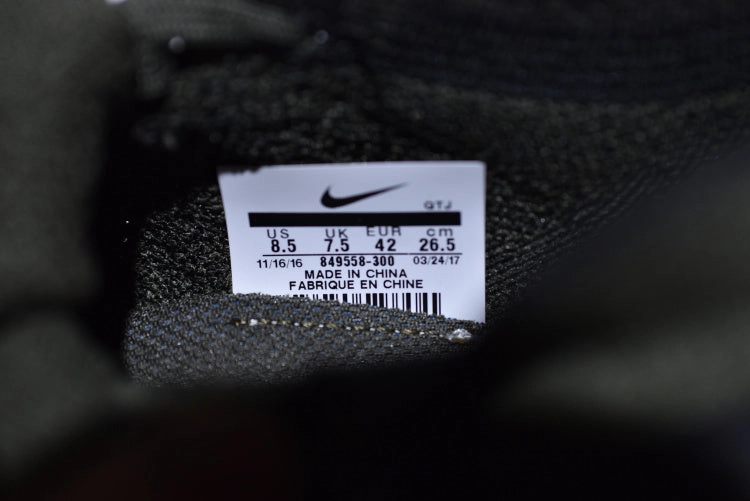 QTJ
US UK EUR cm
8.5 7.5 42 26.5
11/16/16 849558-300 03/24/17
MADE IN CHINA
FABRIQUE EN CHINE